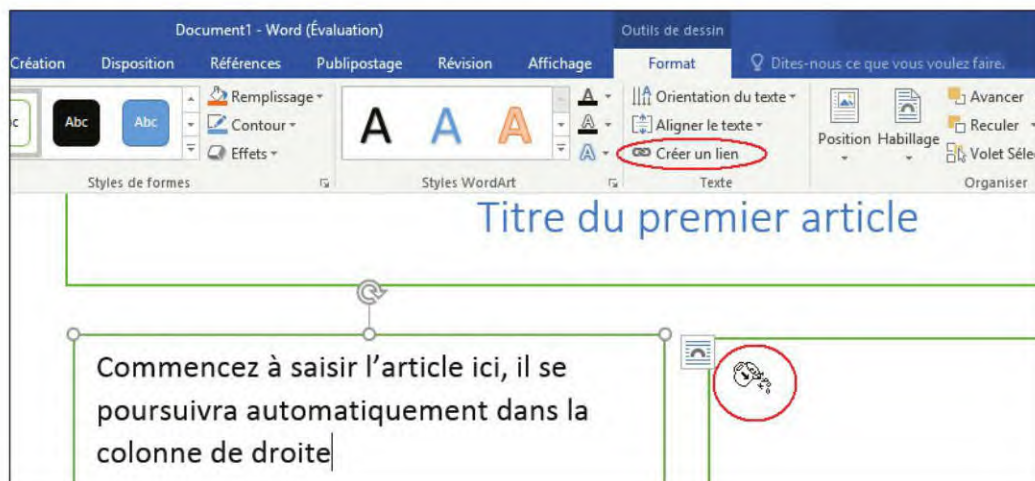 Document1 - Word (Évaluation) Outils de dessin
Création Disposition Références Publipostage Révision Affichage Format Dites-nous ce que vous voulez faire.
Abc Abc Remplissage A A A A Orientation du texte Avancer
Contour A Aligner le texte Position Habillage Reculer
Effets A Créer un lien Volet Séle
Styles de formes Styles WordArt Texte Organiser
Titre du premier article
Commencez à saisir l'article ici, il se
poursuivra automatiquement dans la
colonne de droite